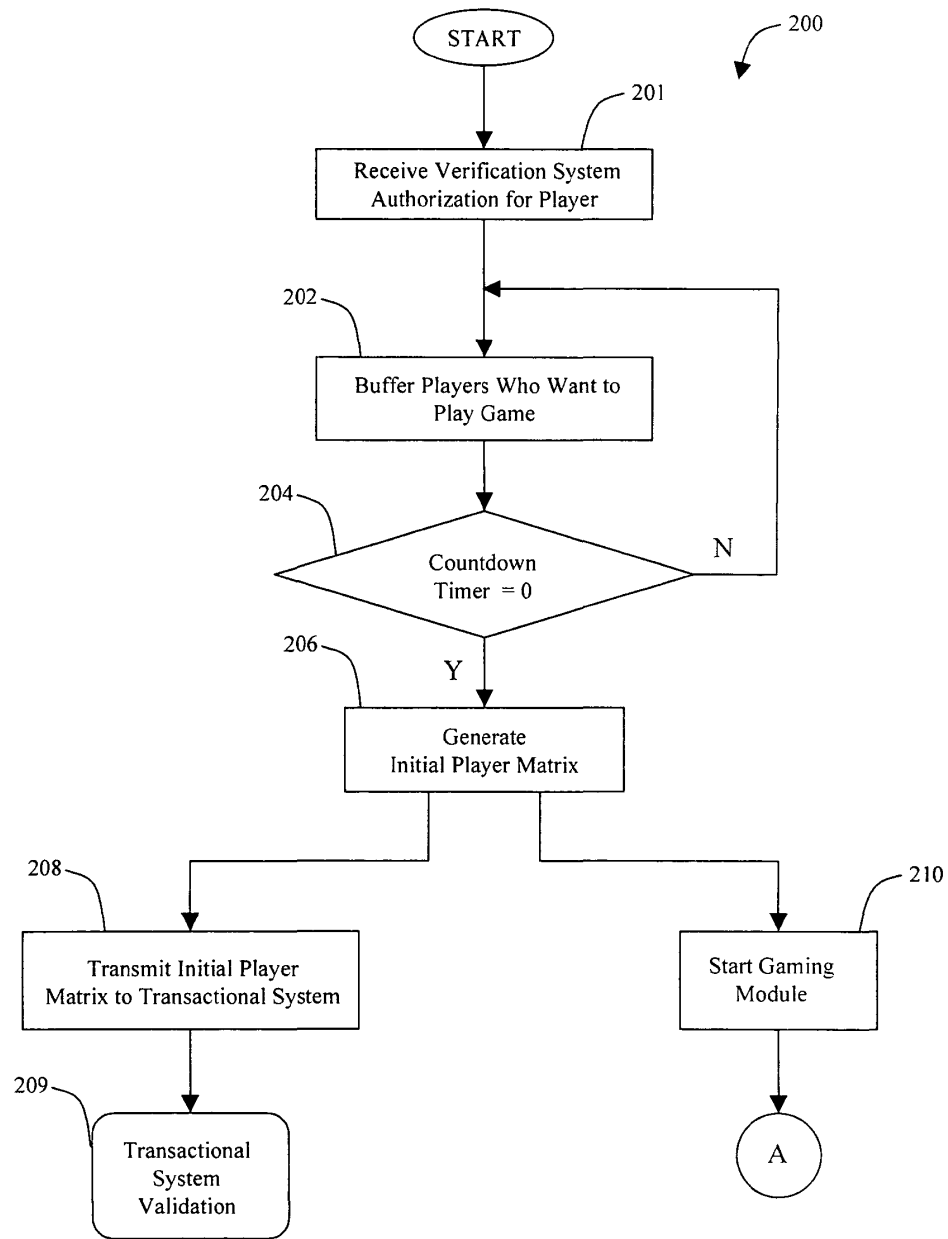 START
200
201
Receive Verification System
Authorization for Player
202
Buffer Players Who Want to
Play Game
204
Countdown
Timer = 0
N
Y
206
Generate
Initial Player Matrix
208
210
Transmit Initial Player
Matrix to Transactional System
Start Gaming
Module
209
Transactional
System
Validation
A